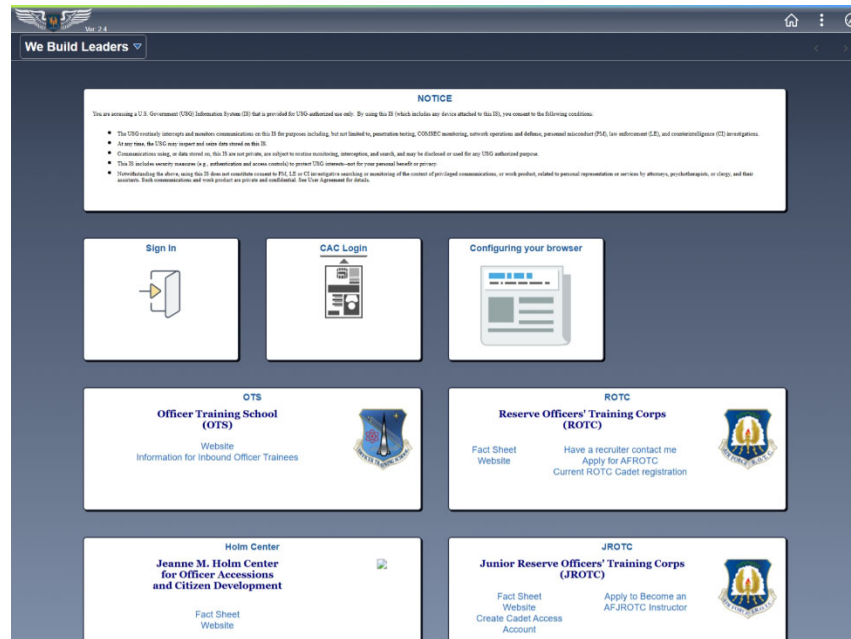 Ver 2.4
We Build Leaders
NOTICE
You are accessing a U.S. Government (USG) Information System (IS) that is provided for USG-authorized use only. By using this IS (which includes any device attached to this IS), you consent to the following conditions:
The USG routinely intercepts and monitors communications on this IS for purposes including, but not limited to, penetration testing, COMSEC monitoring, network operations and defense, personnel misconduct (PM), law enforcement (LE), and counterintelligence (CI) investigations.
At any time, the USG may inspect and seize data stored on this IS.
Communications using, or data stored on, this IS are not private, are subject to routine monitoring, interception, and search, and may be disclosed or used for any USG authorized purpose.
This IS includes security measures (e.g., authentication and access controls) to protect USG interests--not for your personal benefit or privacy.
Notwithstanding the above, using this IS does not constitute consent to PM, LE or CI investigative searching or monitoring of the content of privileged communications, or work product, related to personal representation or services by attorneys, psychotherapists, or clergy, and their
assistants. Such communications and work product are private and confidential. See User Agreement for details.
Sign In
CAC Login
Configuring your browser
OTS
Officer Training School
(OTS)
Website
Information for Inbound Officer Trainees
OFFICER TRAINING SCHOOL
ROTC
Reserve Officers' Training Corps
(ROTC)
Fact Sheet
Website
Have a recruiter contact me
Apply for AFROTC
Current ROTC Cadet registration
AIR FORCE R.O.T.C.
Holm Center
Jeanne M. Holm Center
for Officer Accessions
and Citizen Development
Fact Sheet
Website
JROTC
Junior Reserve Officers' Training Corps
(JROTC)
Fact Sheet
Website
Create Cadet Access
Account
Apply to Become an
AFJROTC Instructor